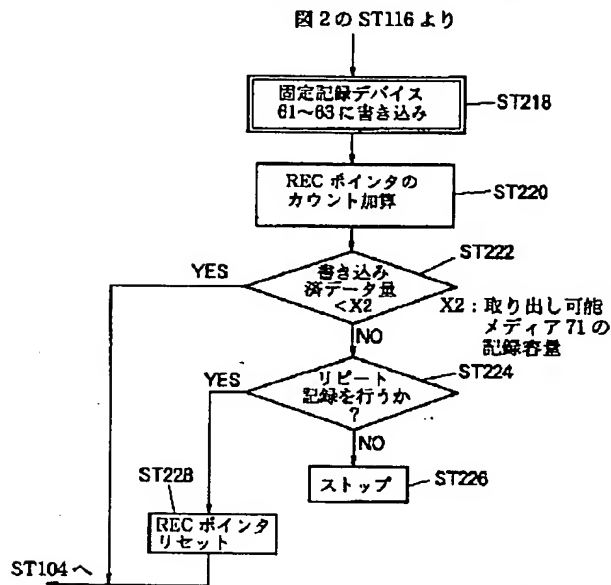 図2のST116より
固定記録デバイス
61~63に書き込み
ST218
RECポインタの
カウント加算
ST220
ST222
YES
書き込み
済データ量
<X2
X2：取り出し可能
メディア71の
記録容量
NO
ST224
YES
リピート
記録を行うか
?
NO
ST228
ストップ
ST226
RECポインタ
リセット
ST104へ